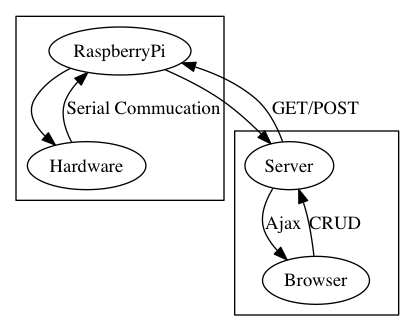 RaspberryPi
Serial Commucation
GET/POST
Hardware
Server
Ajax
CRUD
Browser